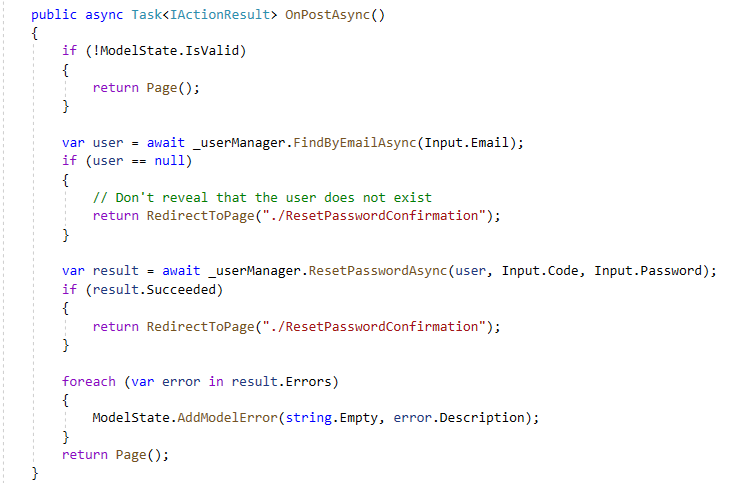 public async Task<IActionResult> OnPostAsync()
{
    if (!ModelState.IsValid)
    {
        return Page();
    }

    var user = await _userManager.FindByEmailAsync(Input.Email);
    if (user == null)
    {
        // Don't reveal that the user does not exist
        return RedirectToPage("./ResetPasswordConfirmation");
    }

    var result = await _userManager.ResetPasswordAsync(user, Input.Code, Input.Password);
    if (result.Succeeded)
    {
        return RedirectToPage("./ResetPasswordConfirmation");
    }

    foreach (var error in result.Errors)
    {
        ModelState.AddModelError(string.Empty, error.Description);
    }
    return Page();
}